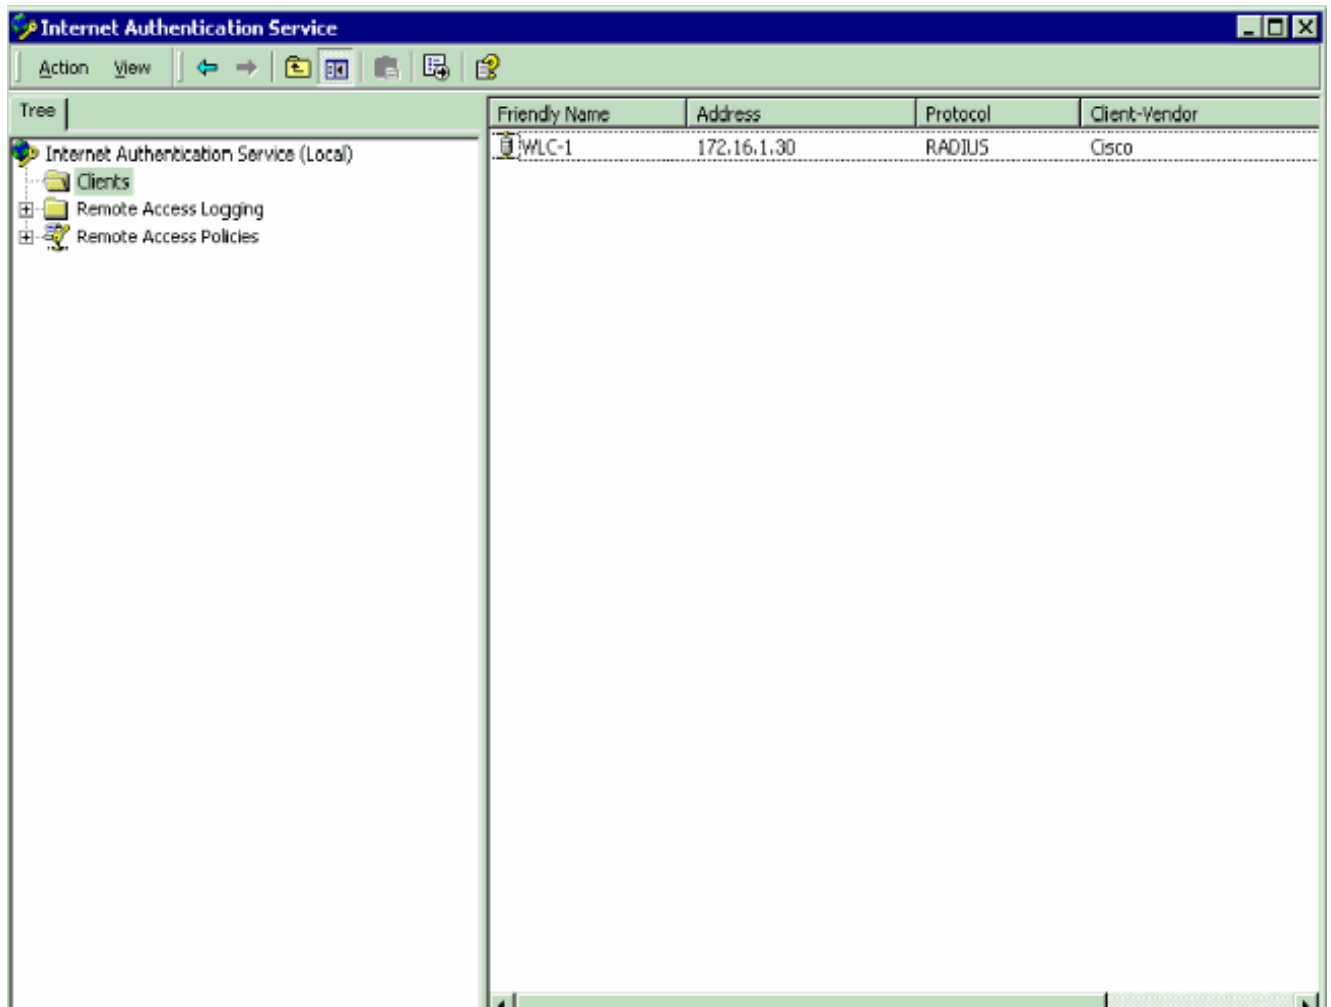 Internet Authentication Service
Action View
Tree
Internet Authentication Service (Local)
Clients
Remote Access Logging
Remote Access Policies
Friendly Name Address Protocol Client-Vendor
WLC-1 172.16.1.30 RADIUS Cisco